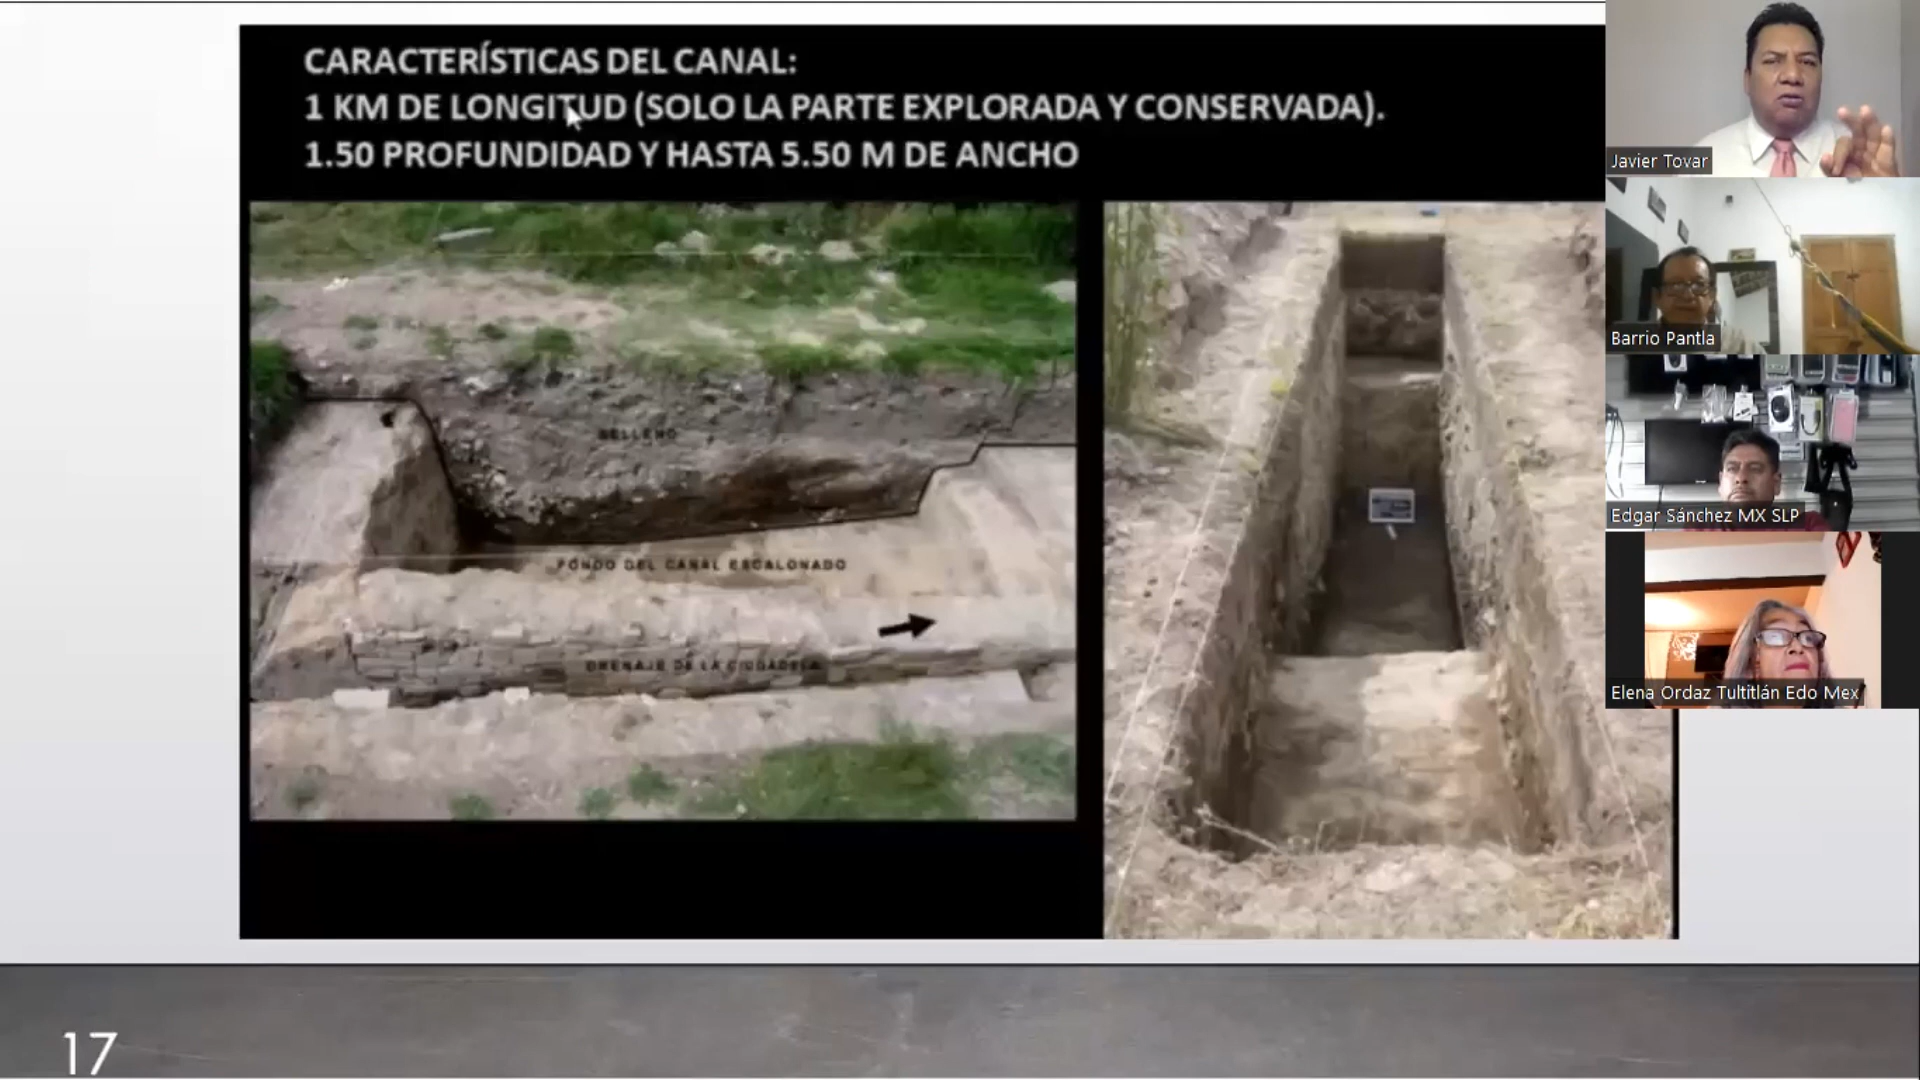 CARACTERÍSTICAS DEL CANAL:
1 KM DE LONGITUD (SOLO LA PARTE EXPLORADA Y CONSERVADA).
1.50 PROFUNDIDAD Y HASTA 5.50 M DE ANCHO
RELLENO
FONDO DEL CANAL ESCALONADO
DRENAJE DE LA CIUDADELA
Javier Tovar
Barrio Pantla
Edgar Sánchez MX SLP
Elena Ordaz Tultitlán Edo Mex
17